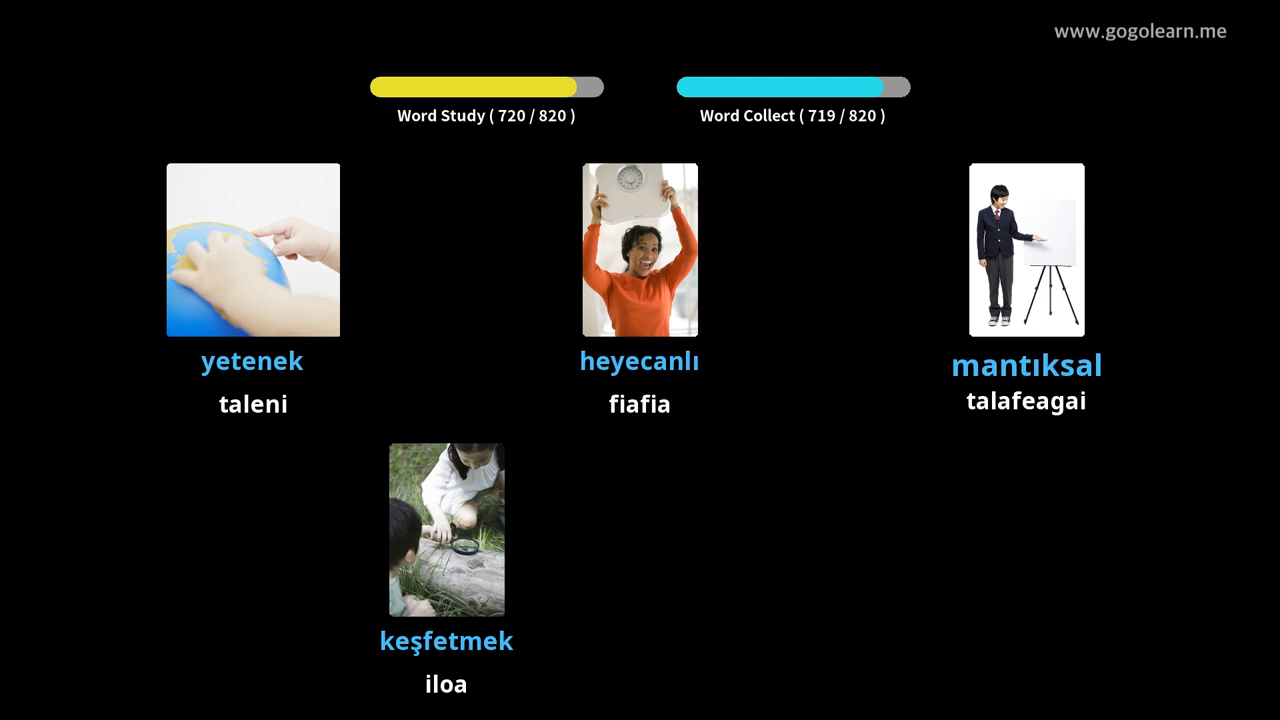 www.gogolearn.me
Word Study ( 720 / 820 )
Word Collect ( 719 / 820 )
yetenek
taleni
heyecanlı
fiafia
mantıksal
talafeagai
keşfetmek
iloa